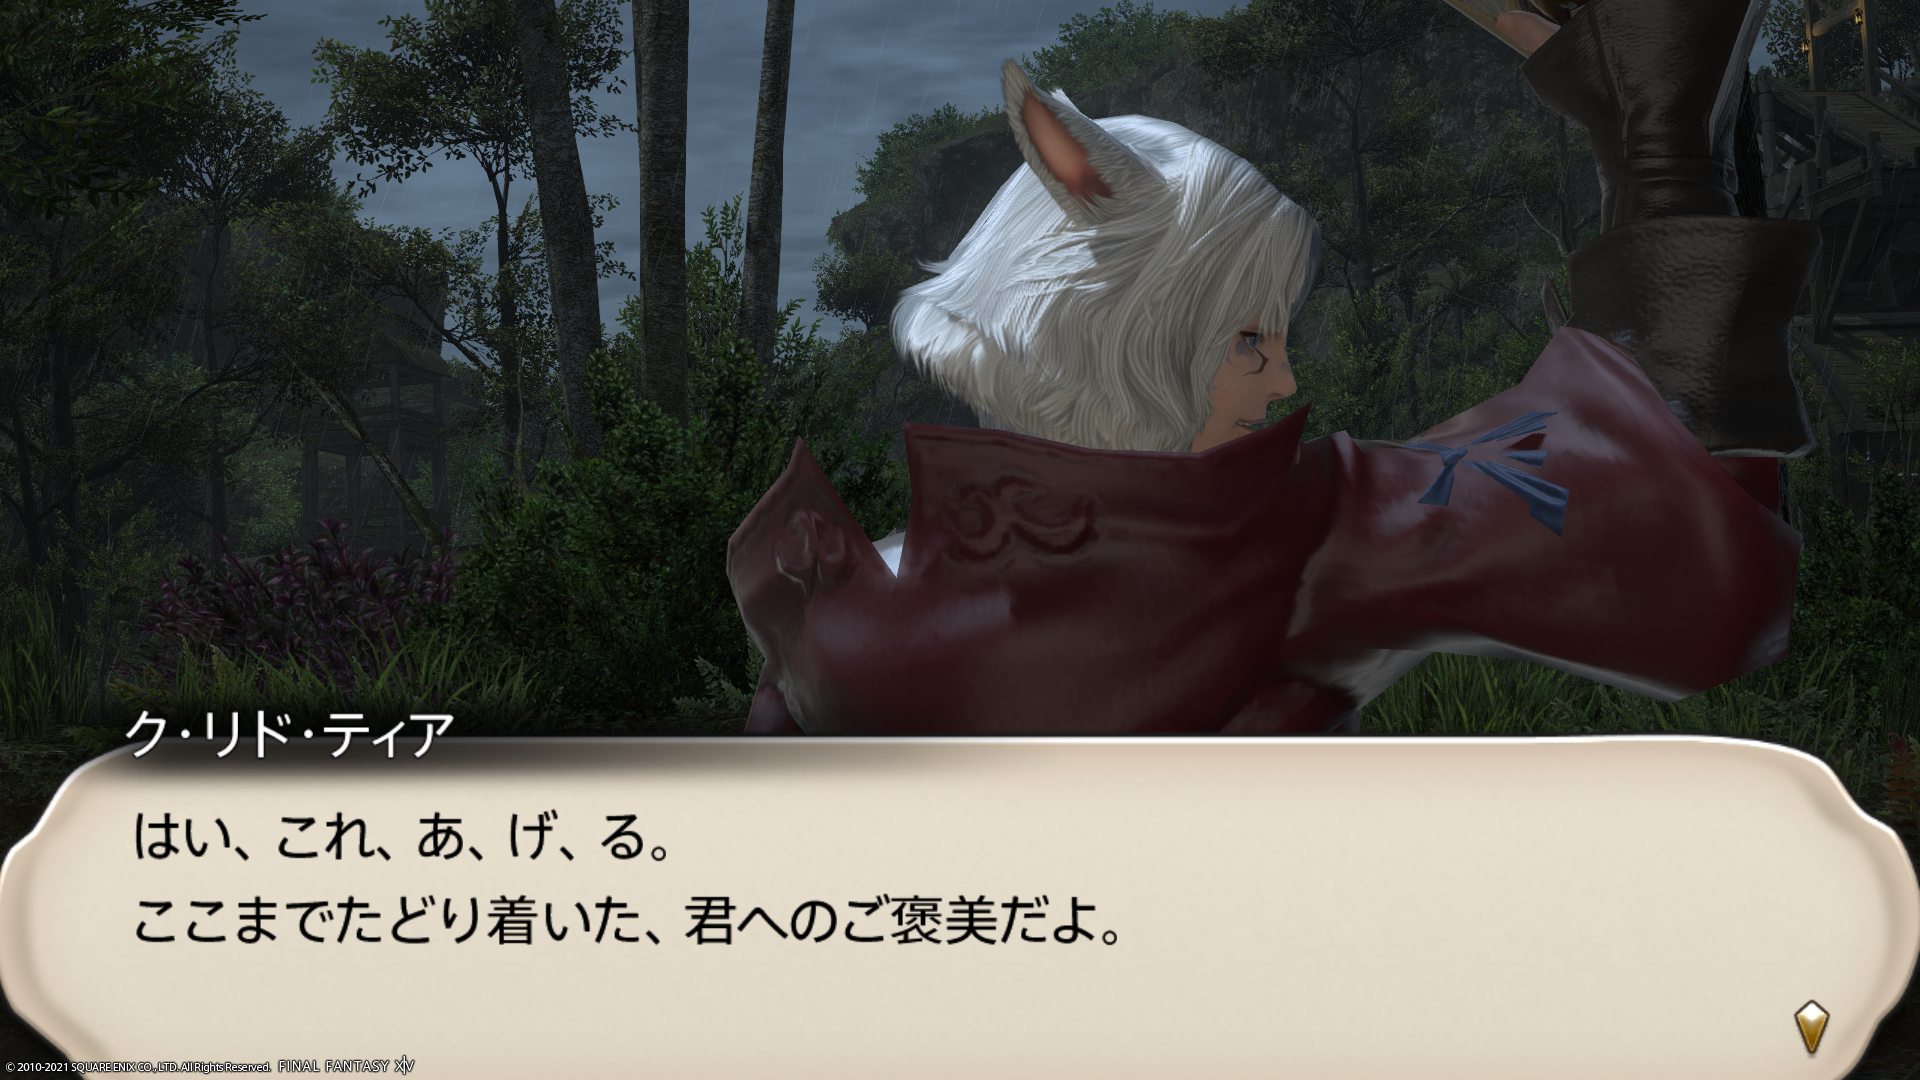 ク・リド・ティア
はい、これ、あ、げ、る。
ここまでたどり着いた、君へのご褒美だよ。
© 2010-2021 SQUARE ENIX CO., LTD. All Rights Reserved. FINAL FANTASY XIV